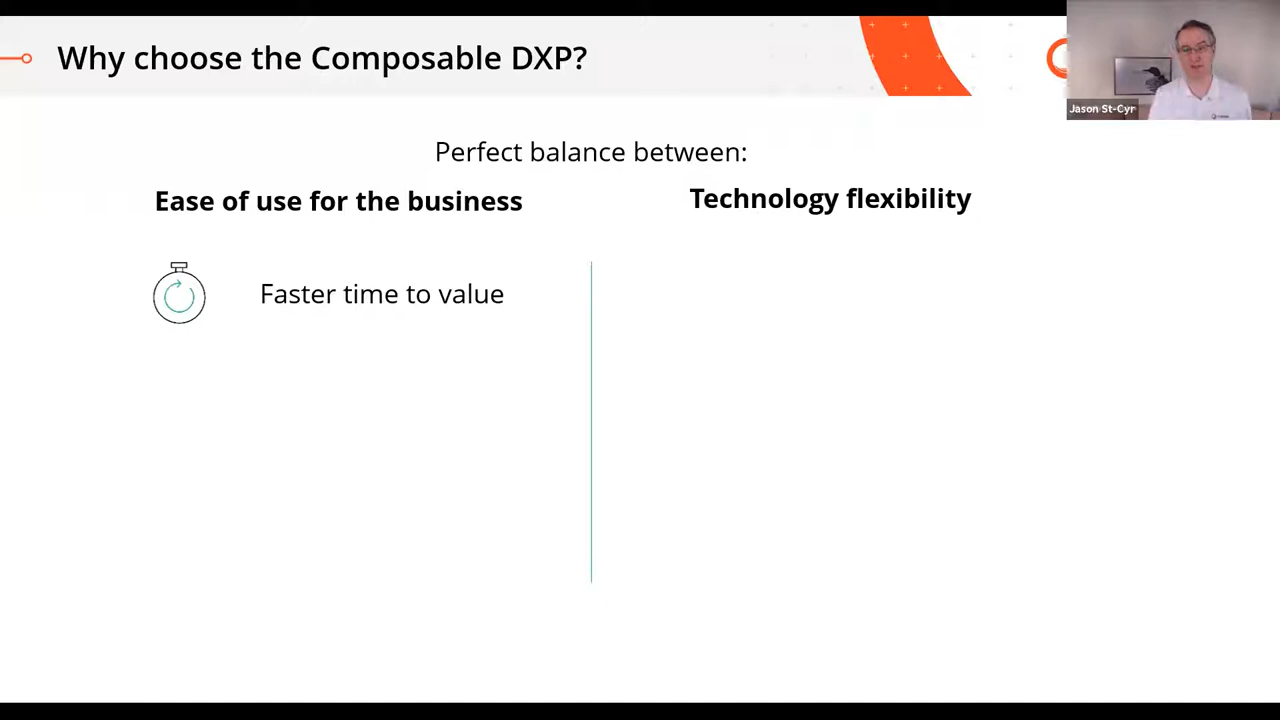 Why choose the Composable DXP?
Jason St-Cyr
Perfect balance between:
Ease of use for the business
Technology flexibility
Faster time to value